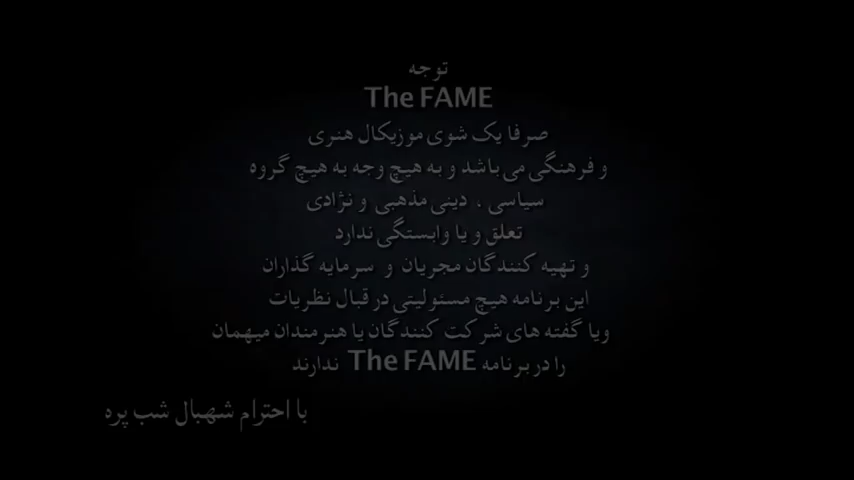 توجه
The FAME
صرفا یک شوی موزیکال هنری
و فرهنگی می‌باشد و به هیچ وجه به هیچ گروه
سیاسی ، دینی مذهبی و نژادی
تعلق و یا وابستگی ندارد
و تهیه کنندگان مجریان و سرمایه گذاران
این برنامه هیچ مسئولیتی در قبال نظریات
ویا گفته های شرکت کنندگان یا هنرمندان میهمان
را در برنامه The FAME ندارند
با احترام شهبال شب پره